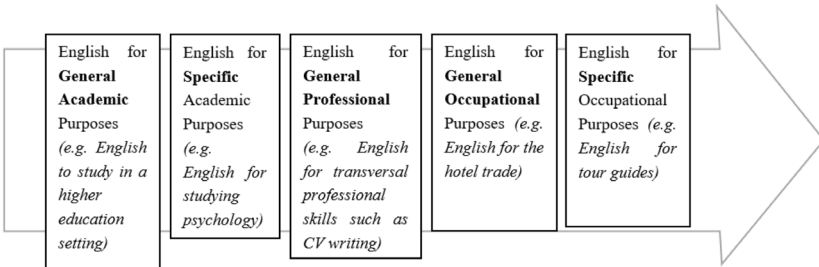 English for
General
Academic
Purposes
(e.g. English
to study in a
higher
education
setting)
English for
Specific
Academic
Purposes
(e.g.
English for
studying
psychology)
English for
General
Professional
Purposes
(e.g. English
for transversal
professional
skills such as
CV writing)
English for
General
Occupational
Purposes (e.g.
English for the
hotel trade)
English for
Specific
Occupational
Purposes (e.g.
English for
tour guides)